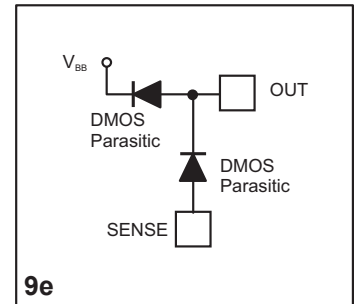 V_BB
OUT
DMOS
Parasitic
DMOS
Parasitic
SENSE
9e